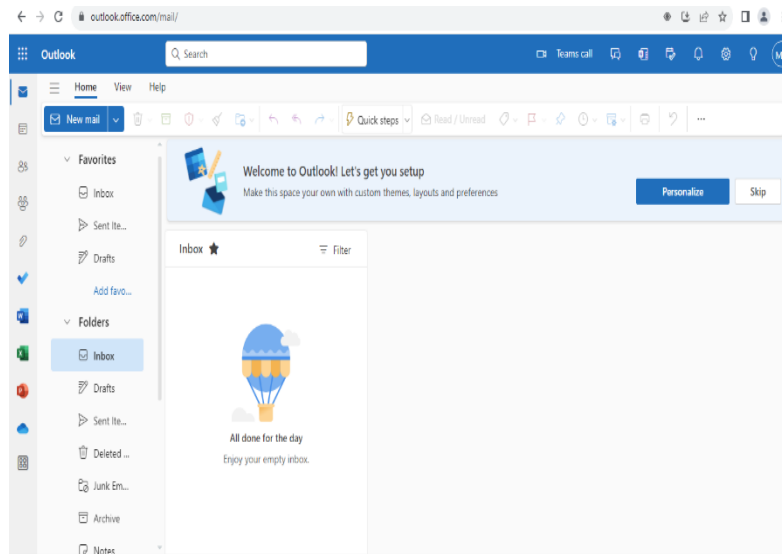 outlook.office.com/mail/
Outlook
Search
Teams call
M
Home View Help
New mail
Quick steps
Read / Unread
Favorites
Inbox
Sent Ite...
Drafts
Add favo...
Folders
Inbox
Drafts
Sent Ite...
Deleted ...
Junk Em...
Archive
Notes
Welcome to Outlook! Let's get you setup
Make this space your own with custom themes, layouts and preferences
Personalize
Skip
Inbox
Filter
All done for the day
Enjoy your empty inbox.